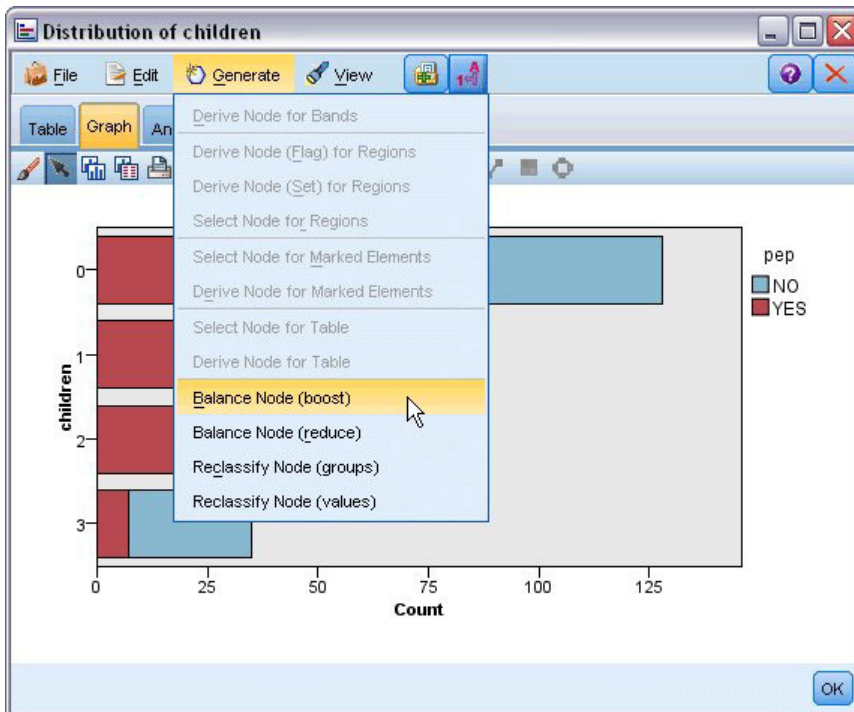 Distribution of children
File Edit Generate View
Table Graph An
Derive Node for Bands
Derive Node (Flag) for Regions
Derive Node (Set) for Regions
Select Node for Regions
Select Node for Marked Elements
Derive Node for Marked Elements
Select Node for Table
Derive Node for Table
Balance Node (boost)
Balance Node (reduce)
Reclassify Node (groups)
Reclassify Node (values)
children
0
1
2
3
0 25 50 75 100 125
Count
pep
NO
YES
OK